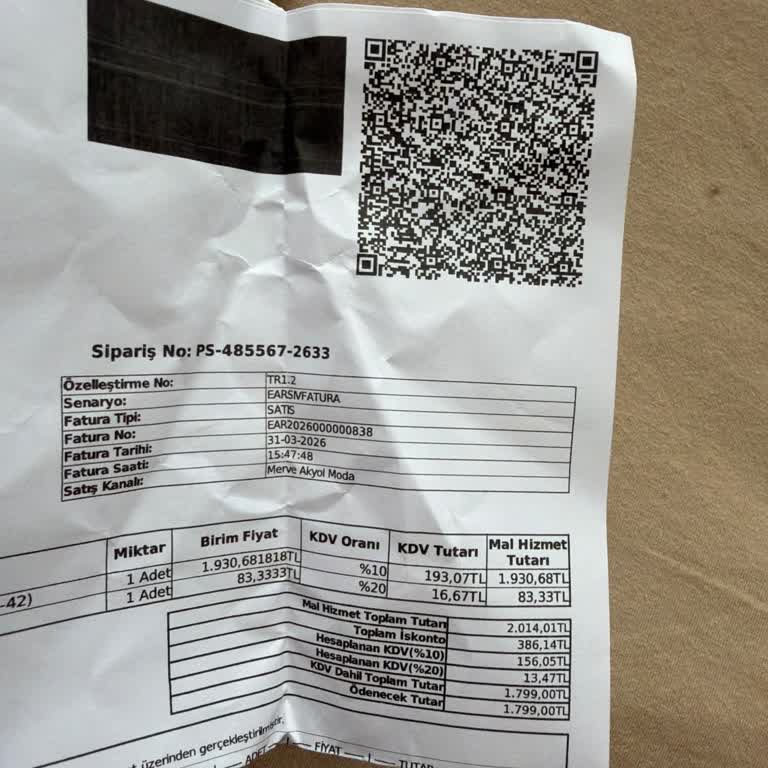 Sipariş No: PS-485567-2633
Özelleştirme No: TR1.2
Senaryo: EARSIVFATURA
Fatura Tipi: SATIS
Fatura No: EAR2026000000838
Fatura Tarihi: 31-03-2026
Fatura Saati: 15:47:48
Satış Kanalı: Merve Akyol Moda
Miktar Birim Fiyat KDV Oranı KDV Tutarı Mal Hizmet Tutarı
1 Adet 1.930,681818TL %10 193,07TL 1.930,68TL
-42) 1 Adet 83,3333TL %20 16,67TL 83,33TL
Mal Hizmet Toplam Tutarı 2.014,01TL
Toplam İskonto 386,14TL
Hesaplanan KDV(%10) 156,05TL
Hesaplanan KDV(%20) 13,47TL
KDV Dahil Toplam Tutar 1.799,00TL
Ödenecek Tutar 1.799,00TL
üzerinden gerçekleştirilmiştir.
ADET FİYAT TUTAR